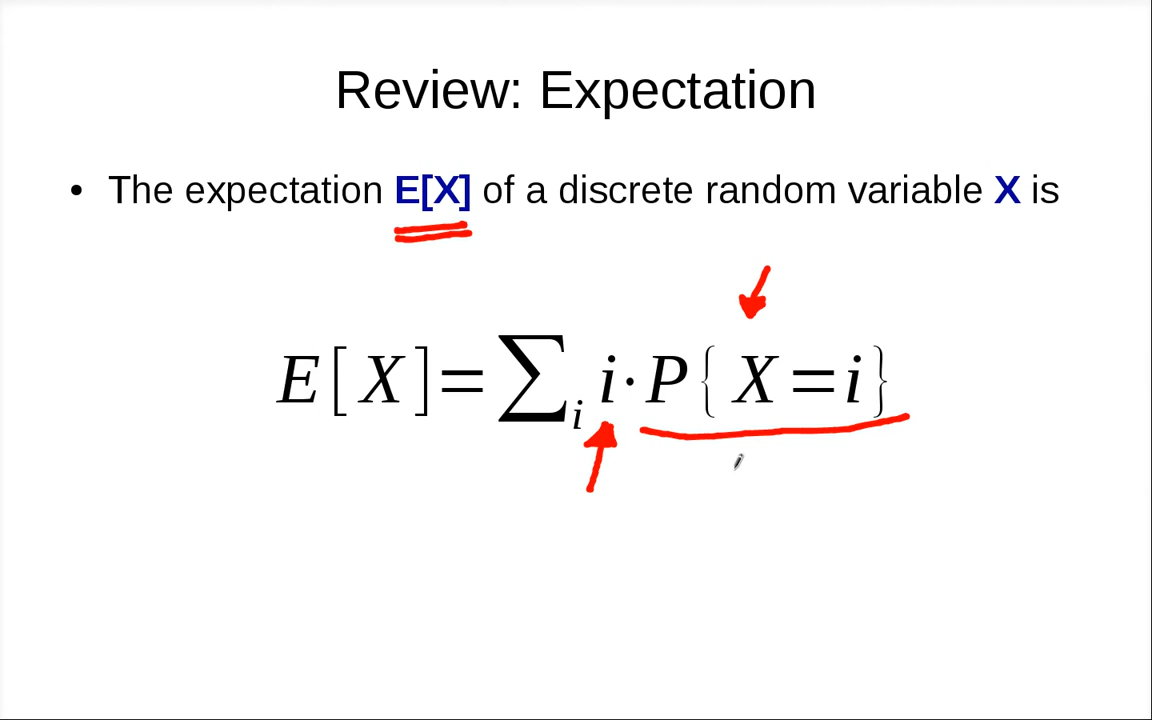 Review: Expectation
• The expectation E[X] of a discrete random variable X is
E[X]=∑ᵢ i·P{X=i}